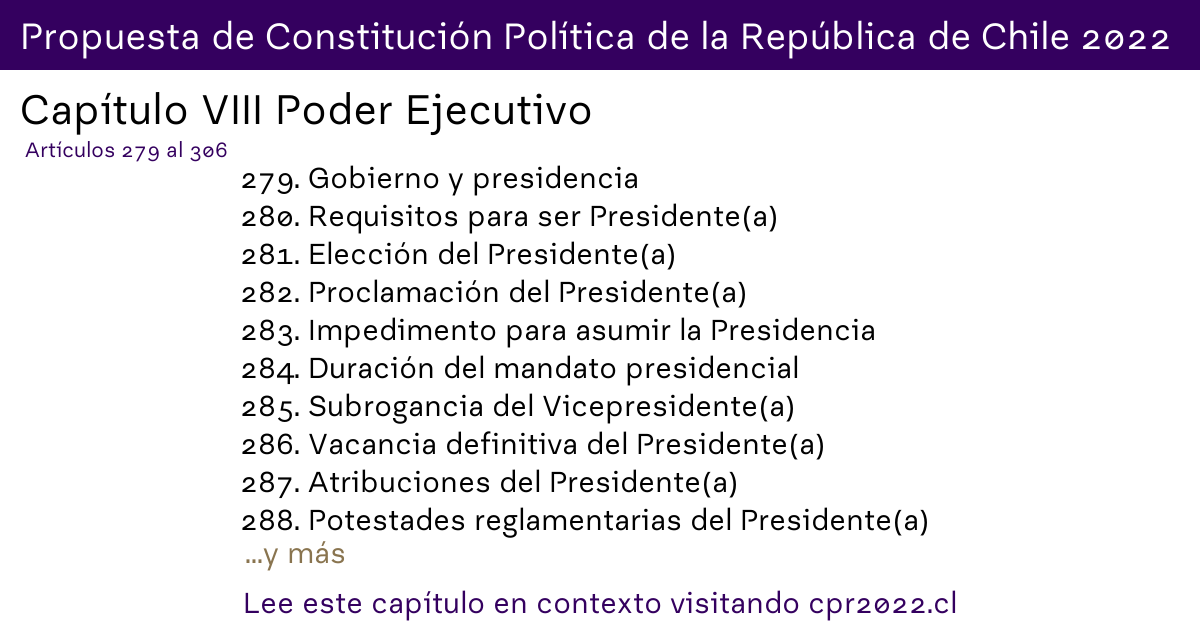 Propuesta de Constitución Política de la República de Chile 2022
Capítulo VIII Poder Ejecutivo
Artículos 279 al 306
279. Gobierno y presidencia
280. Requisitos para ser Presidente(a)
281. Elección del Presidente(a)
282. Proclamación del Presidente(a)
283. Impedimento para asumir la Presidencia
284. Duración del mandato presidencial
285. Subrogancia del Vicepresidente(a)
286. Vacancia definitiva del Presidente(a)
287. Atribuciones del Presidente(a)
288. Potestades reglamentarias del Presidente(a)
...y más
Lee este capítulo en contexto visitando cpr2022.cl